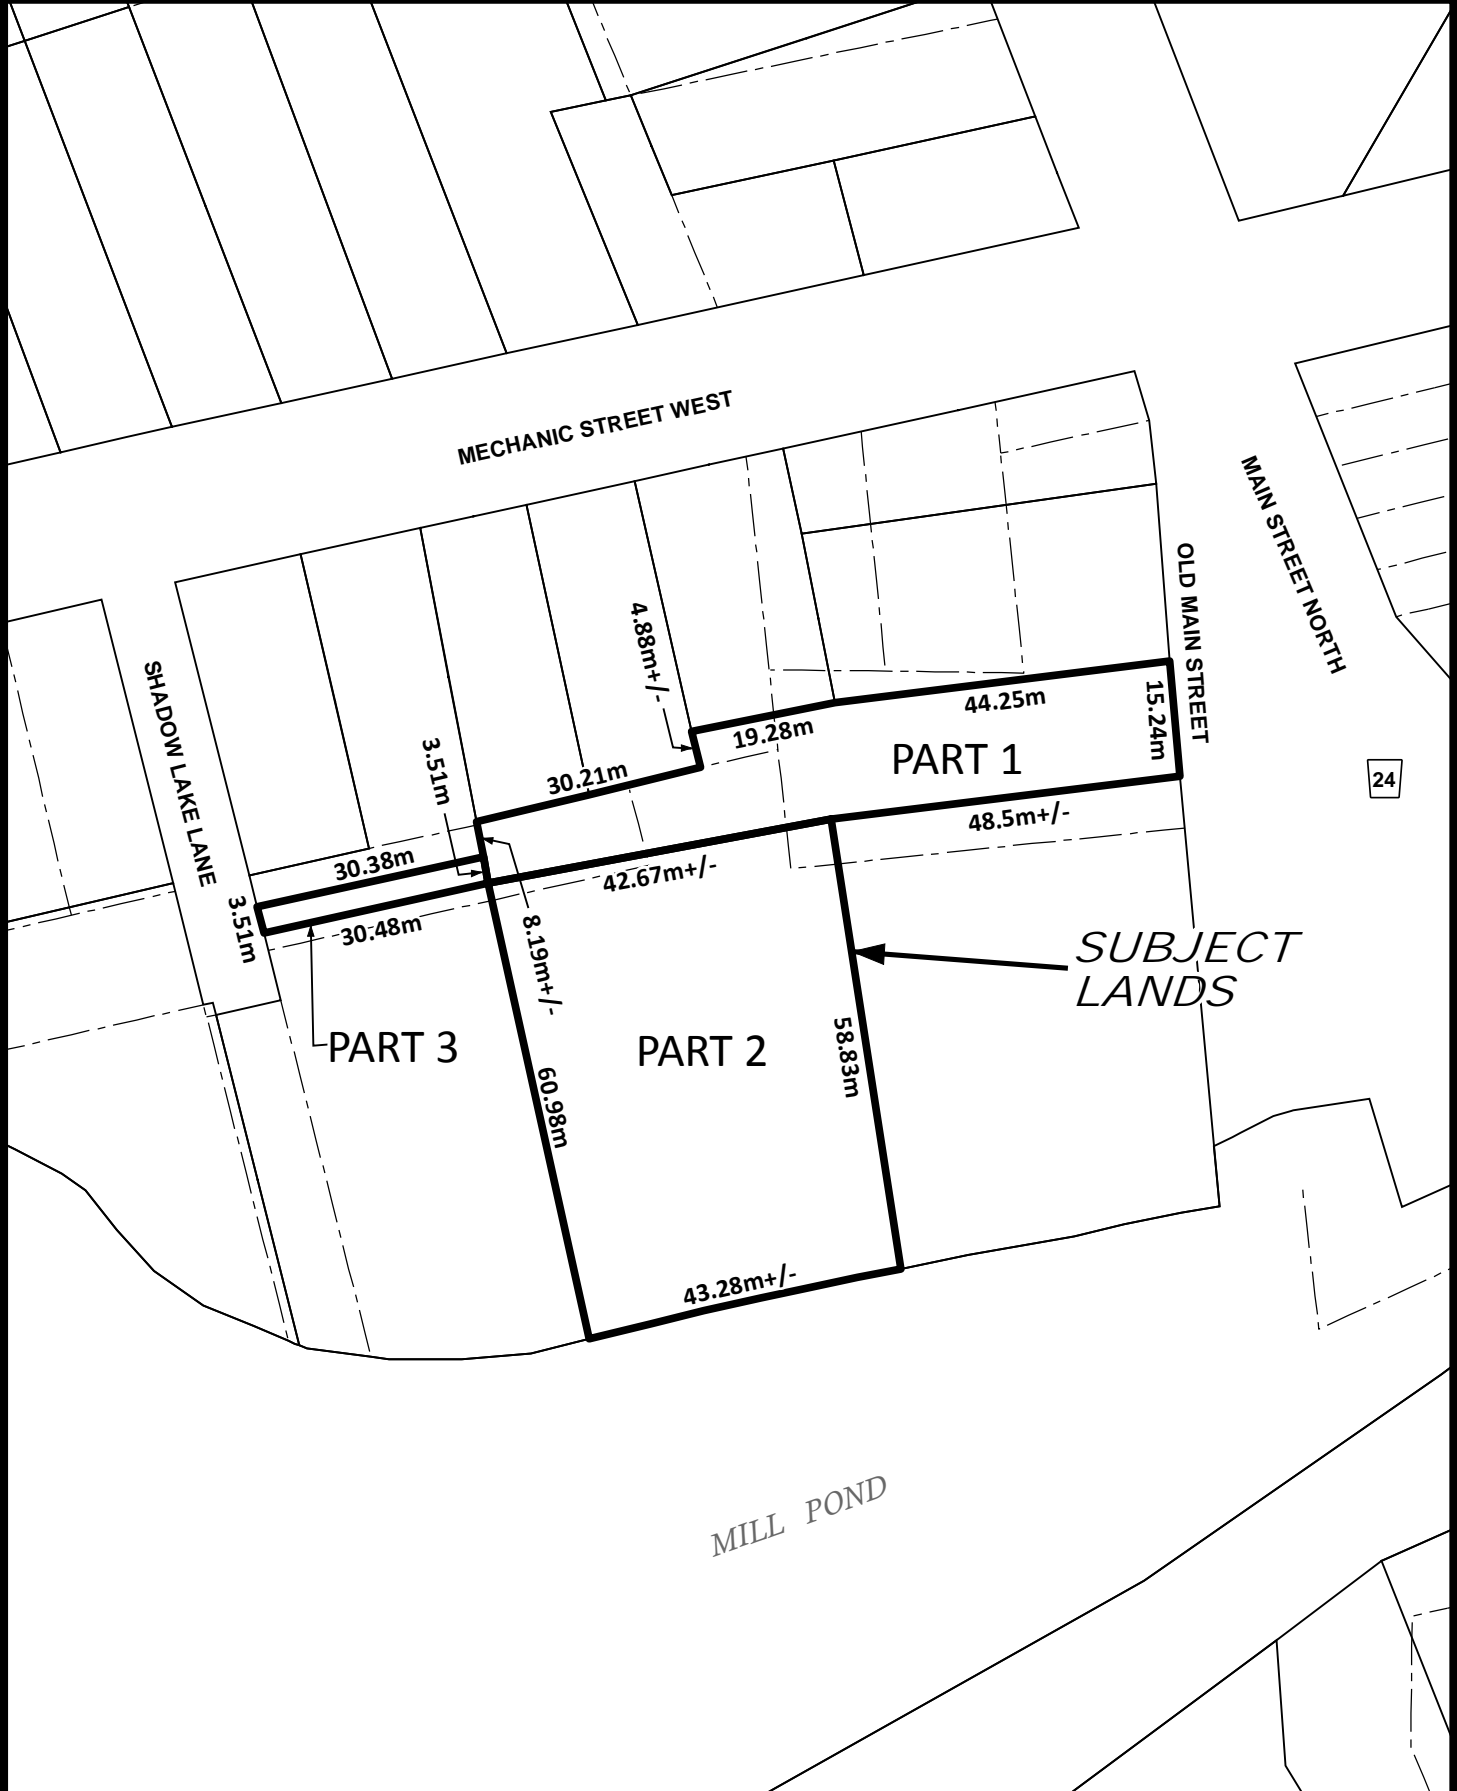 MECHANIC STREET WEST
MAIN STREET NORTH
OLD MAIN STREET
SHADOW LAKE LANE
4.88m+/-
44.25m
15.24m
19.28m
PART 1
3.51m
30.21m
24
48.5m+/-
30.38m
42.67m+/-
3.51m
30.48m
8.19m+/-
SUBJECT
LANDS
PART 3
PART 2
58.83m
60.98m
43.28m+/-
MILL POND